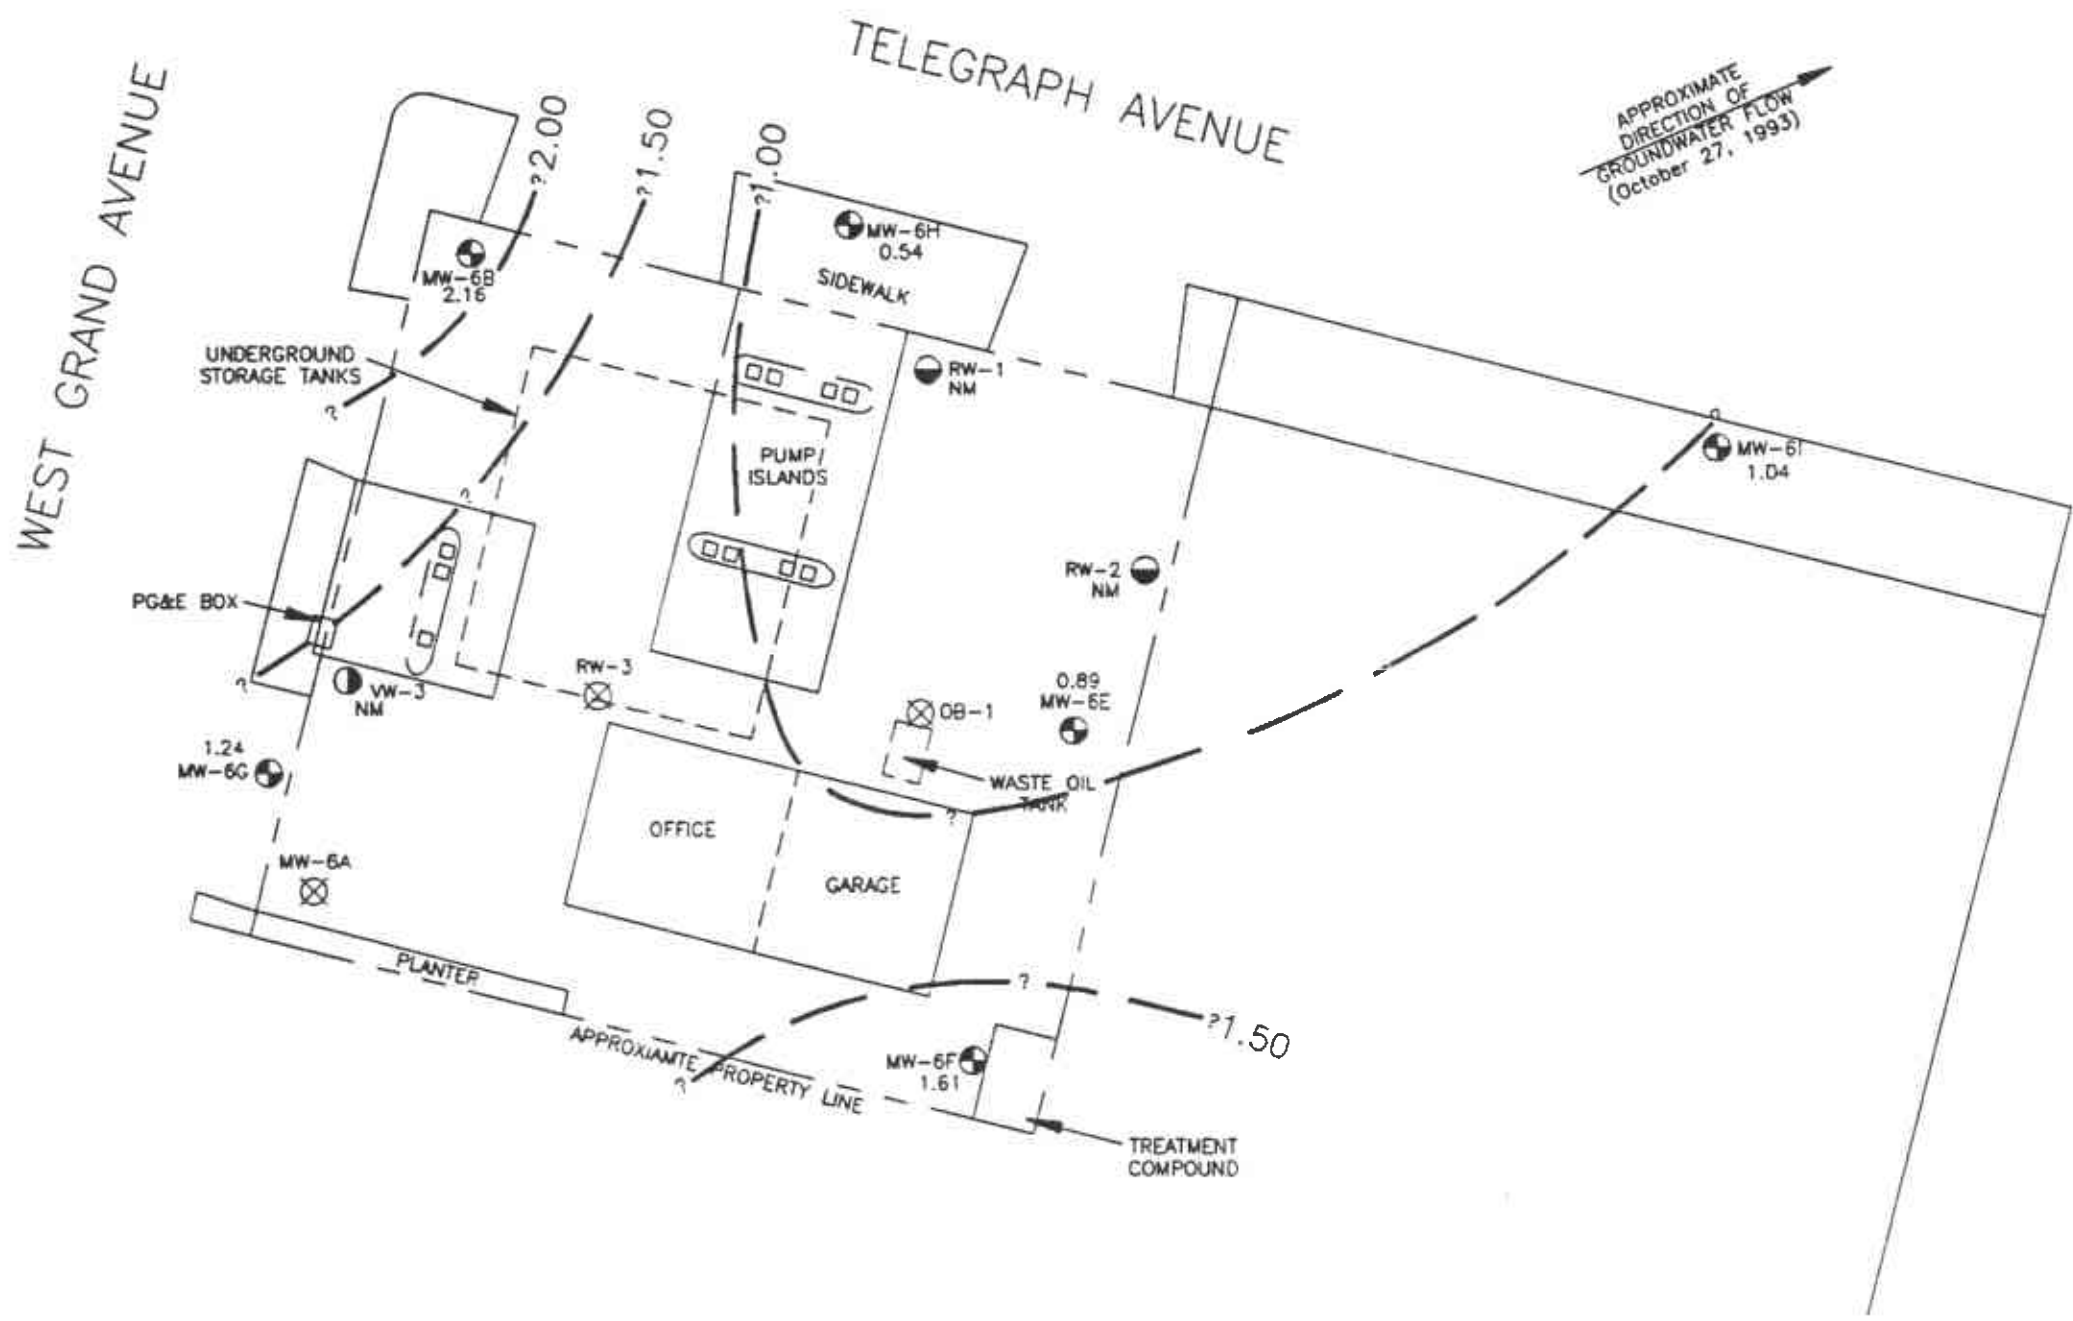 TELEGRAPH AVENUE
WEST GRAND AVENUE
APPROXIMATE
DIRECTION OF
GROUNDWATER FLOW
(October 27, 1993)
?2.00
?1.50
?1.00
MW-6H
0.54
SIDEWALK
MW-6B
2.16
UNDERGROUND
STORAGE TANKS
?
RW-1
NM
?
MW-6I
1.04
PUMP
ISLANDS
?
RW-2
NM
PG&E BOX
?
VW-3
NM
RW-3
0.89
MW-6E
OB-1
1.24
MW-6G
WASTE OIL
TANK
?
OFFICE
GARAGE
MW-6A
PLANTER
?
?1.50
APPROXIAMTE PROPERTY LINE
?
MW-6F
1.61
TREATMENT
COMPOUND